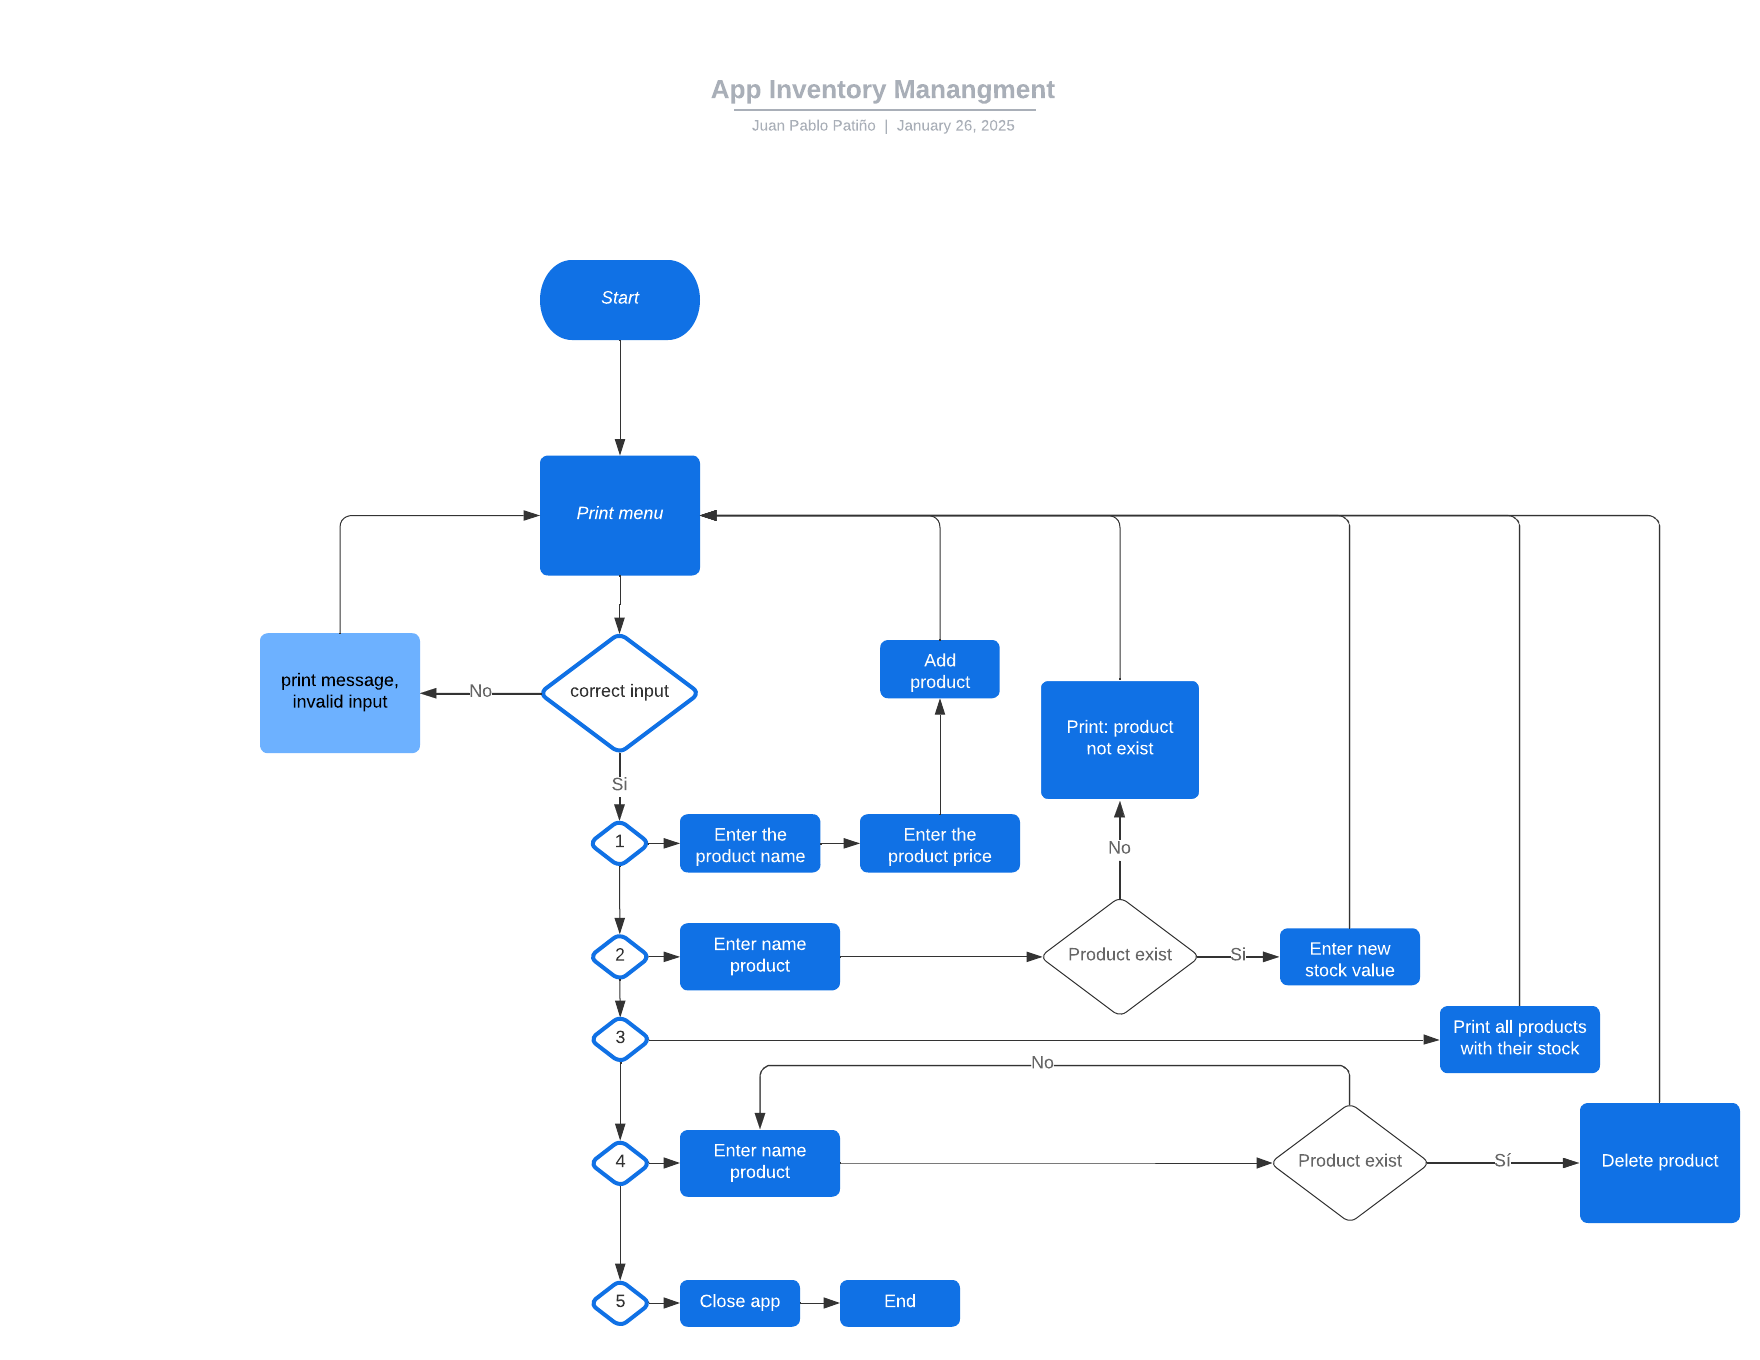 App Inventory Manangment
Juan Pablo Patiño | January 26, 2025
Start
Print menu
print message,
invalid input
No
correct input
Si
Add
product
Print: product
not exist
1
Enter the
product name
Enter the
product price
No
2
Enter name
product
Product exist
Si
Enter new
stock value
3
Print all products
with their stock
No
4
Enter name
product
Product exist
Sí
Delete product
5
Close app
End